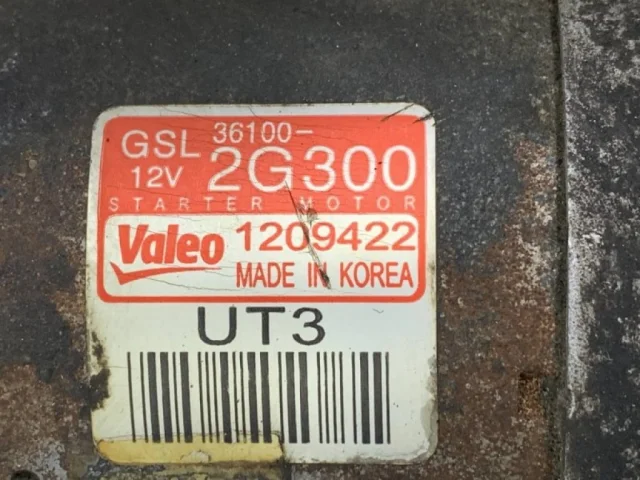 GSL 36100-
12V 2G300
STARTER MOTOR
Valeo 1209422
MADE IN KOREA
UT3